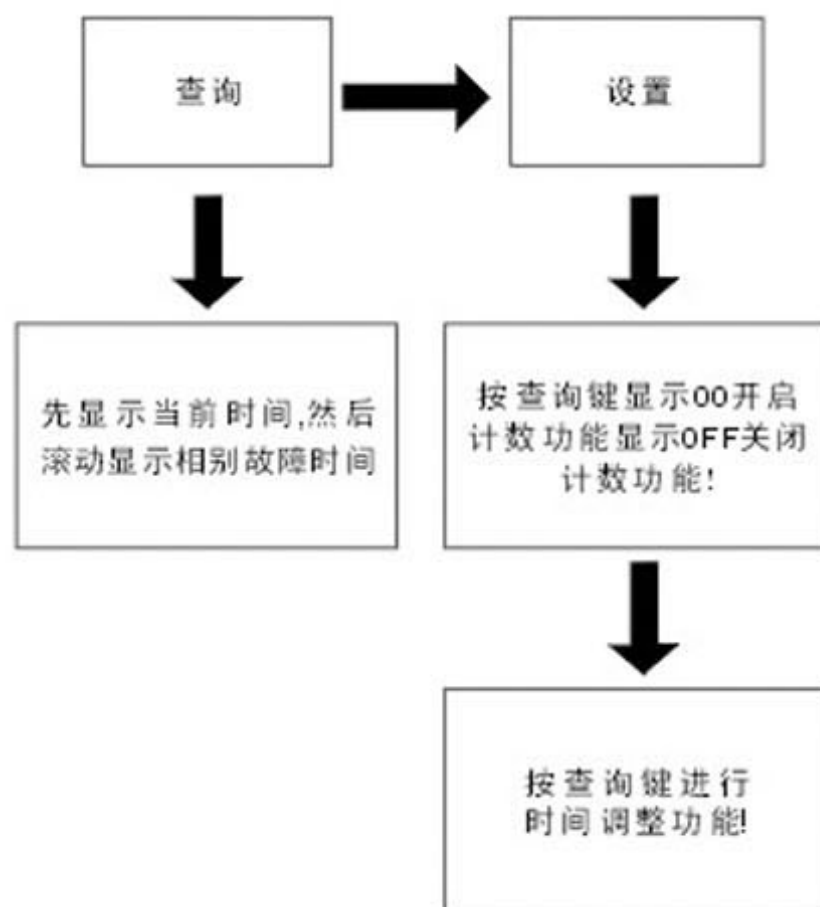 查询
设置
先显示当前时间,然后
滚动显示相别故障时间
按查询键显示00开启
计数功能显示0FF关闭
计数功能!
按查询键进行
时间调整功能!